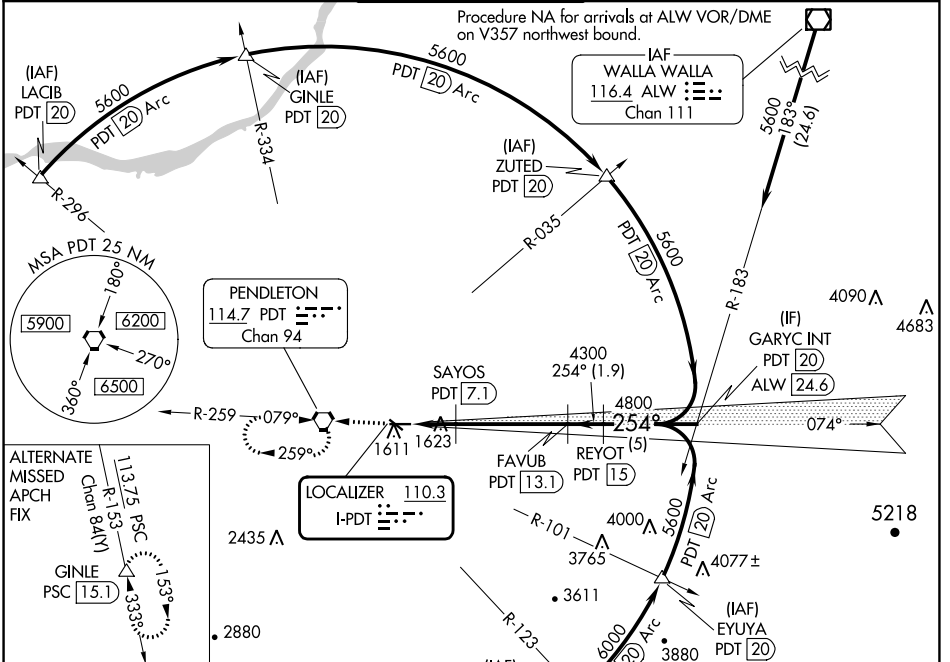 Procedure NA for arrivals at ALW VOR/DME
on V357 northwest bound.
IAF
WALLA WALLA
116.4 ALW
Chan 111
5600
183°
(24.6)
(IAF)
LACIB
PDT 20
5600
PDT 20 Arc
(IAF)
GINLE
PDT 20
5600
PDT 20 Arc
R-334
R-296
(IAF)
ZUTED
PDT 20
R-035
5600
PDT 20 Arc
R-183
MSA PDT 25 NM
180°
5900
6200
270°
360°
6500
PENDLETON
114.7 PDT
Chan 94
4090
4683
(IF)
GARYC INT
PDT 20
ALW 24.6
SAYOS
PDT 7.1
4300
254° (1.9)
4800
254°
(5)
074°
R-259
079°
259°
1611
1623
FAVUB
PDT 13.1
REYOT
PDT 15
LOCALIZER 110.3
I-PDT
ALTERNATE
MISSED
APCH
FIX
113.75 PSC
R-153
Chan 84(Y)
GINLE
PSC 15.1
153°
333°
2435
2880
R-101
4000
3765
5600
PDT 20 Arc
4077±
5218
3611
R-123
(IAF)
EYUYA
PDT 20
6000
20 Arc
3880
(IAF)